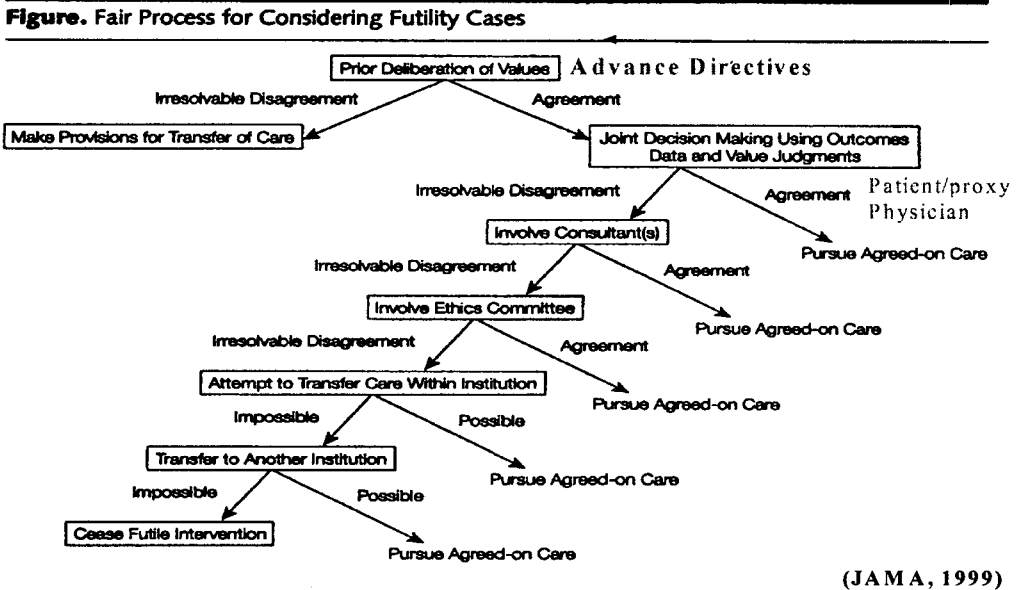 Figure. Fair Process for Considering Futility Cases
Prior Deliberation of Values
Advance Directives
Irresolvable Disagreement
Agreement
Make Provisions for Transfer of Care
Joint Decision Making Using Outcomes
Data and Value Judgments
Irresolvable Disagreement
Agreement
Patient/proxy
Physician
Involve Consultant(s)
Pursue Agreed-on Care
Irresolvable Disagreement
Agreement
Involve Ethics Committee
Pursue Agreed-on Care
Irresolvable Disagreement
Agreement
Attempt to Transfer Care Within Institution
Pursue Agreed-on Care
Impossible
Possible
Transfer to Another Institution
Pursue Agreed-on Care
Impossible
Possible
Cease Futile Intervention
Pursue Agreed-on Care
(JAMA, 1999)